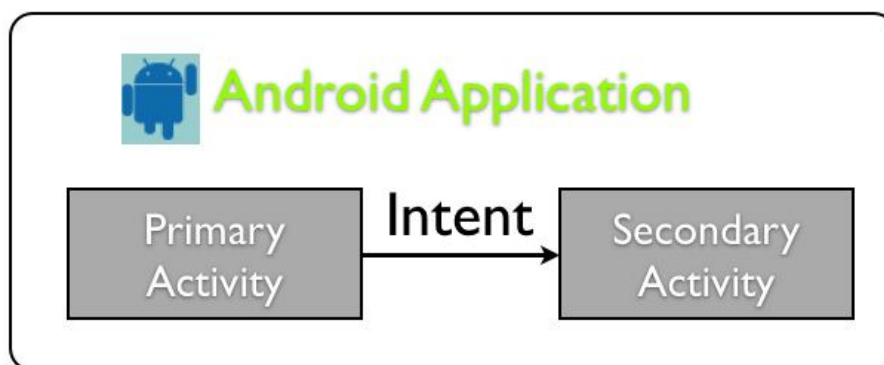 Android Application
Primary
Activity
Intent
Secondary
Activity